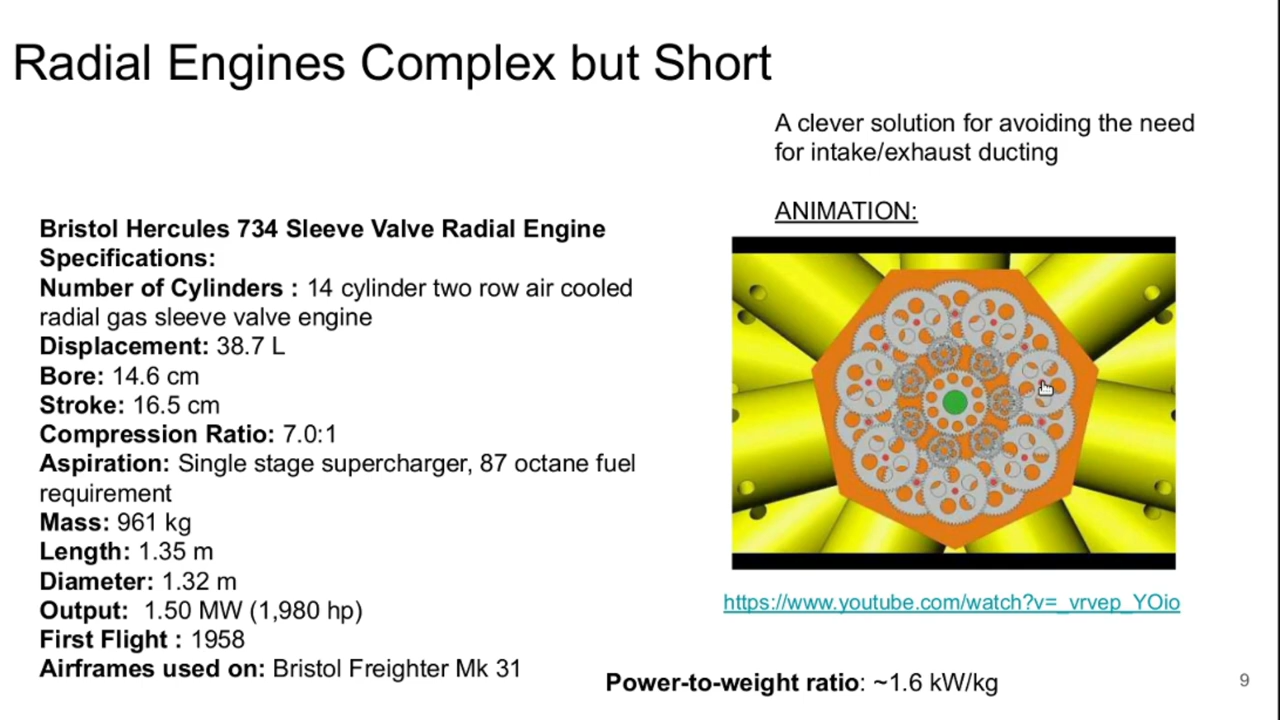 Radial Engines Complex but Short
A clever solution for avoiding the need
for intake/exhaust ducting
ANIMATION:
Bristol Hercules 734 Sleeve Valve Radial Engine
Specifications:
Number of Cylinders : 14 cylinder two row air cooled
radial gas sleeve valve engine
Displacement: 38.7 L
Bore: 14.6 cm
Stroke: 16.5 cm
Compression Ratio: 7.0:1
Aspiration: Single stage supercharger, 87 octane fuel
requirement
Mass: 961 kg
Length: 1.35 m
Diameter: 1.32 m
Output: 1.50 MW (1,980 hp)
First Flight : 1958
Airframes used on: Bristol Freighter Mk 31
https://www.youtube.com/watch?v=_vrvep_YOio
Power-to-weight ratio: ~1.6 kW/kg
9